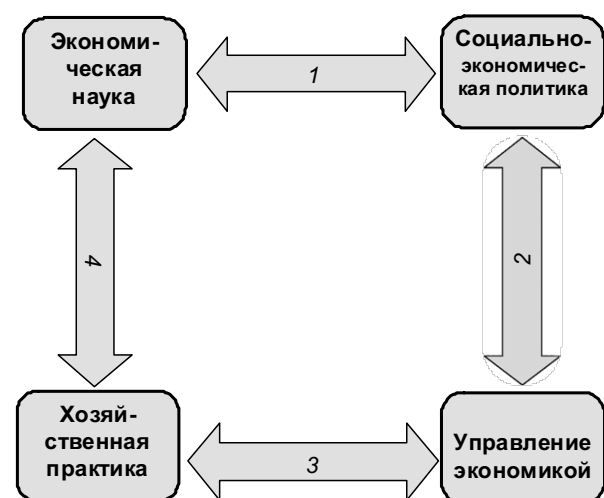 Экономи-
ческая
наука
1
Социально-
экономичес-
кая политика
4
2
Хозяй-
ственная
практика
3
Управление
экономикой